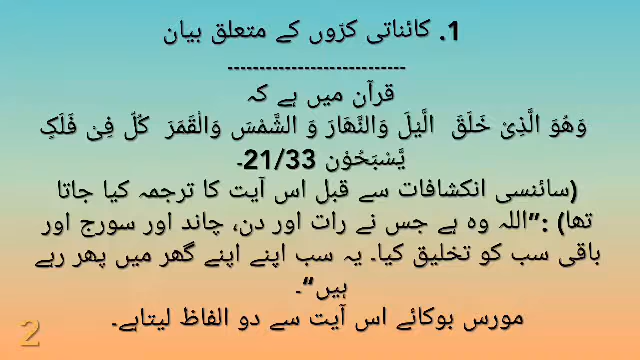 1. کائناتی کرّوں کے متعلق بیان
----------------------------
قرآن میں ہے کہ
وَھُوَ الَّذِیْ خَلَقَ الَّیلَ وَالنَّھَارَ وَ الشَّمْسَ وَالْقَمَرَ کُلٌ فِیْ فَلَکٍ
یَّسْبَحُوْن 21/33۔
(سائنسی انکشافات سے قبل اس آیت کا ترجمہ کیا جاتا
تھا) :”اللہ وہ ہے جس نے رات اور دن، چاند اور سورج اور
باقی سب کو تخلیق کیا۔ یہ سب اپنے اپنے گھر میں پھر رہے
ہیں“۔
مورس بوکائے اس آیت سے دو الفاظ لیتاہے۔
2